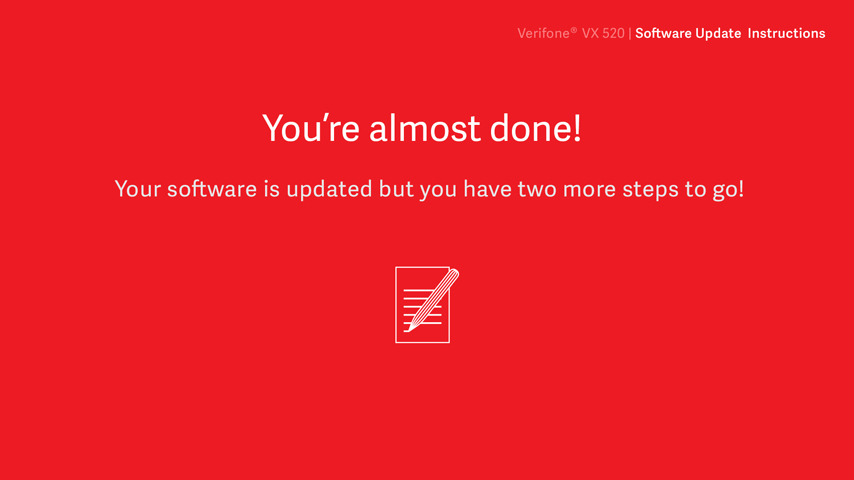 Verifone® VX 520 | Software Update Instructions
You're almost done!
Your software is updated but you have two more steps to go!